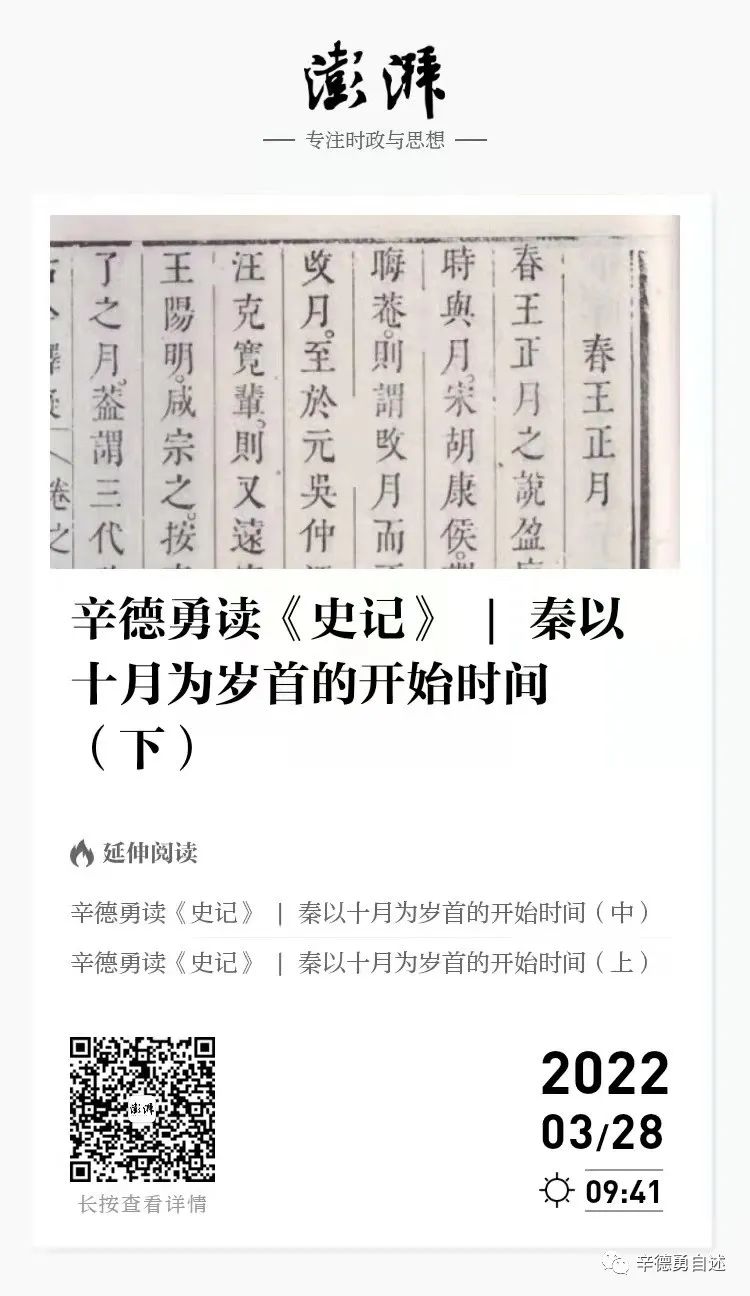 澎湃
专注时政与思想
春王正月
春王正月之說盈
時與月。宋胡康侯。
晦菴。則謂改月而
改月。至於元吳仲
汪克寬輩。則又遠
王陽明。咸宗之。按
了之月。葢謂三代
卷之
辛德勇读《史记》 | 秦以
十月为岁首的开始时间
（下）
延伸阅读
辛德勇读《史记》 | 秦以十月为岁首的开始时间（中）
辛德勇读《史记》 | 秦以十月为岁首的开始时间（上）
澎湃
长按查看详情
2022
03/28
09:41
辛德勇自述